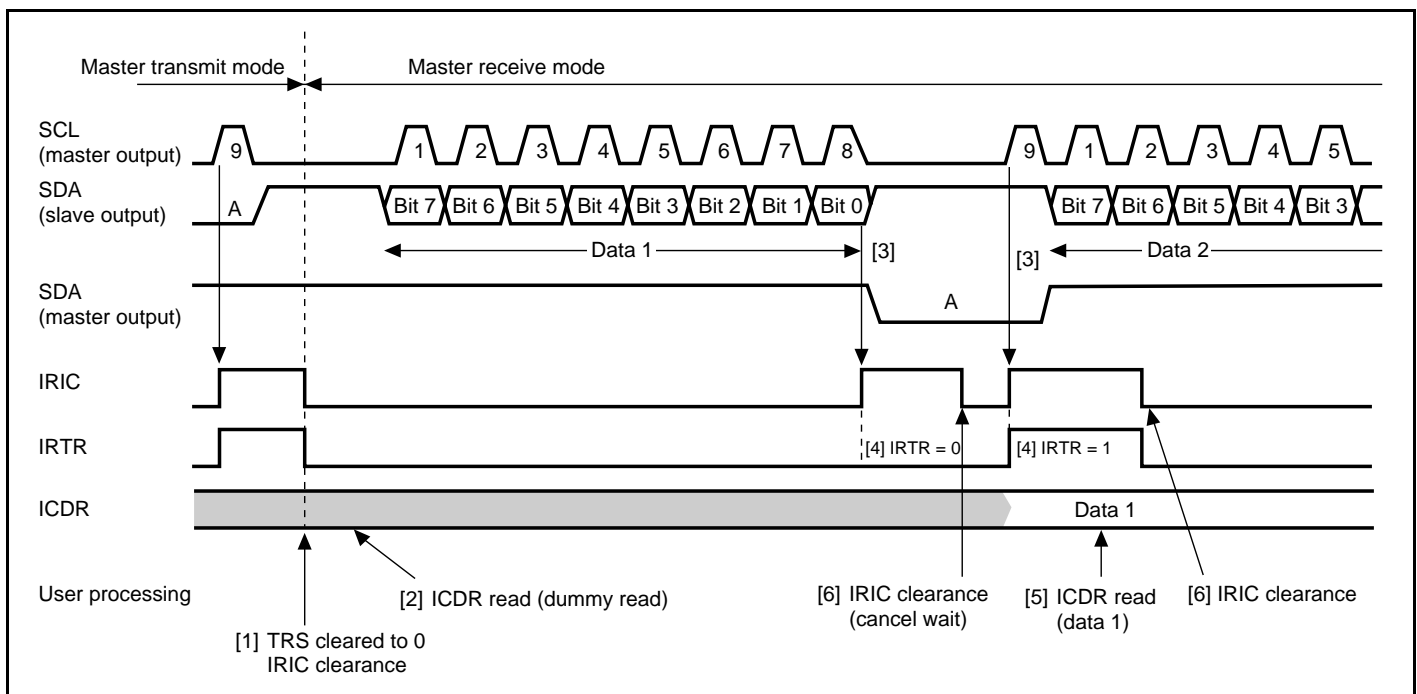 Master transmit mode
Master receive mode
SCL
(master output)
9 1 2 3 4 5 6 7 8 9 1 2 3 4 5
SDA
(slave output)
A Bit 7 Bit 6 Bit 5 Bit 4 Bit 3 Bit 2 Bit 1 Bit 0 Bit 7 Bit 6 Bit 5 Bit 4 Bit 3
Data 1 [3] [3] Data 2
SDA
(master output)
A
IRIC
IRTR
[4] IRTR = 0 [4] IRTR = 1
ICDR
Data 1
User processing
[2] ICDR read (dummy read)
[6] IRIC clearance
(cancel wait)
[5] ICDR read
(data 1)
[6] IRIC clearance
[1] TRS cleared to 0
IRIC clearance